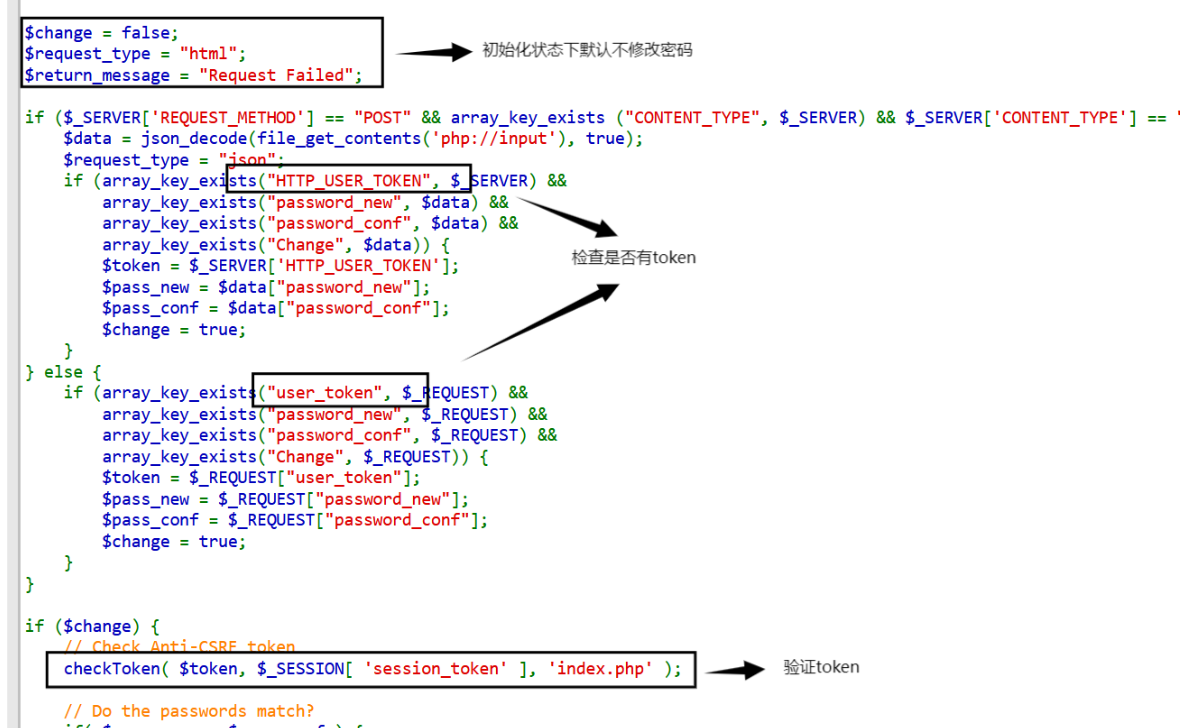 $change = false;
$request_type = "html";
$return_message = "Request Failed";
初始化状态下默认不修改密码
if ($_SERVER['REQUEST_METHOD'] == "POST" && array_key_exists ("CONTENT_TYPE", $_SERVER) && $_SERVER['CONTENT_TYPE'] == "
$data = json_decode(file_get_contents('php://input'), true);
$request_type = "json";
if (array_key_exists("HTTP_USER_TOKEN", $_SERVER) &&
array_key_exists("password_new", $data) &&
array_key_exists("password_conf", $data) &&
array_key_exists("Change", $data)) {
$token = $_SERVER['HTTP_USER_TOKEN'];
$pass_new = $data["password_new"];
$pass_conf = $data["password_conf"];
$change = true;
}
检查是否有token
} else {
if (array_key_exists("user_token", $_REQUEST) &&
array_key_exists("password_new", $_REQUEST) &&
array_key_exists("password_conf", $_REQUEST) &&
array_key_exists("Change", $_REQUEST)) {
$token = $_REQUEST["user_token"];
$pass_new = $_REQUEST["password_new"];
$pass_conf = $_REQUEST["password_conf"];
$change = true;
}
}
if ($change) {
// Check Anti-CSRF token
checkToken( $token, $_SESSION[ 'session_token' ], 'index.php' );
验证token
// Do the passwords match?